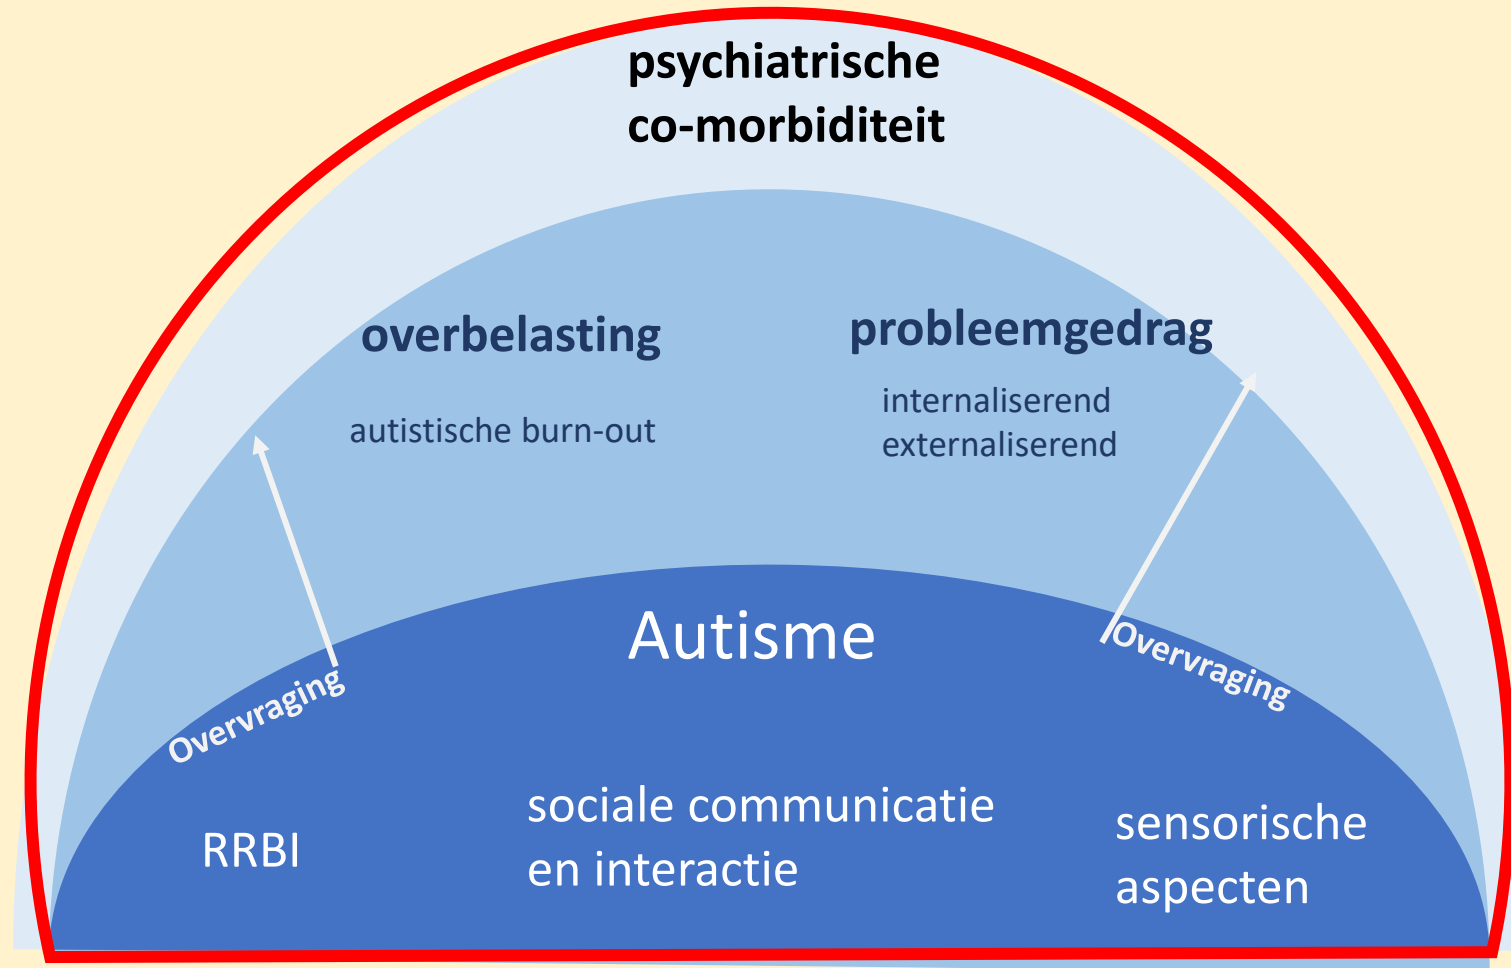 psychiatrische
co-morbiditeit
overbelasting
autistische burn-out
probleemgedrag
internaliserend
externaliserend
Autisme
Overvraging
Overvraging
RRBI
sociale communicatie
en interactie
sensorische
aspecten